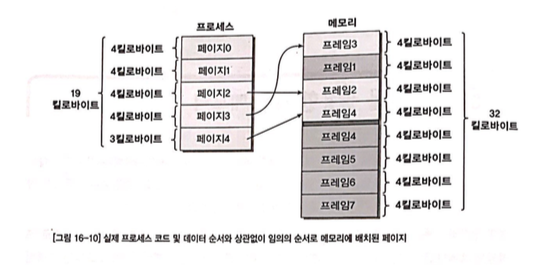 프로세스
메모리
4킬로바이트 페이지0 프레임3 4킬로바이트
4킬로바이트 페이지1 프레임1 4킬로바이트
19
킬로바이트
4킬로바이트 페이지2 프레임2 4킬로바이트
4킬로바이트 페이지3 프레임4 4킬로바이트
3킬로바이트 페이지4 프레임4 4킬로바이트
32
킬로바이트
프레임5 4킬로바이트
프레임6 4킬로바이트
프레임7 4킬로바이트
[그림 16-10] 실제 프로세스 코드 및 데이터 순서와 상관없이 임의의 순서로 메모리에 배치된 페이지